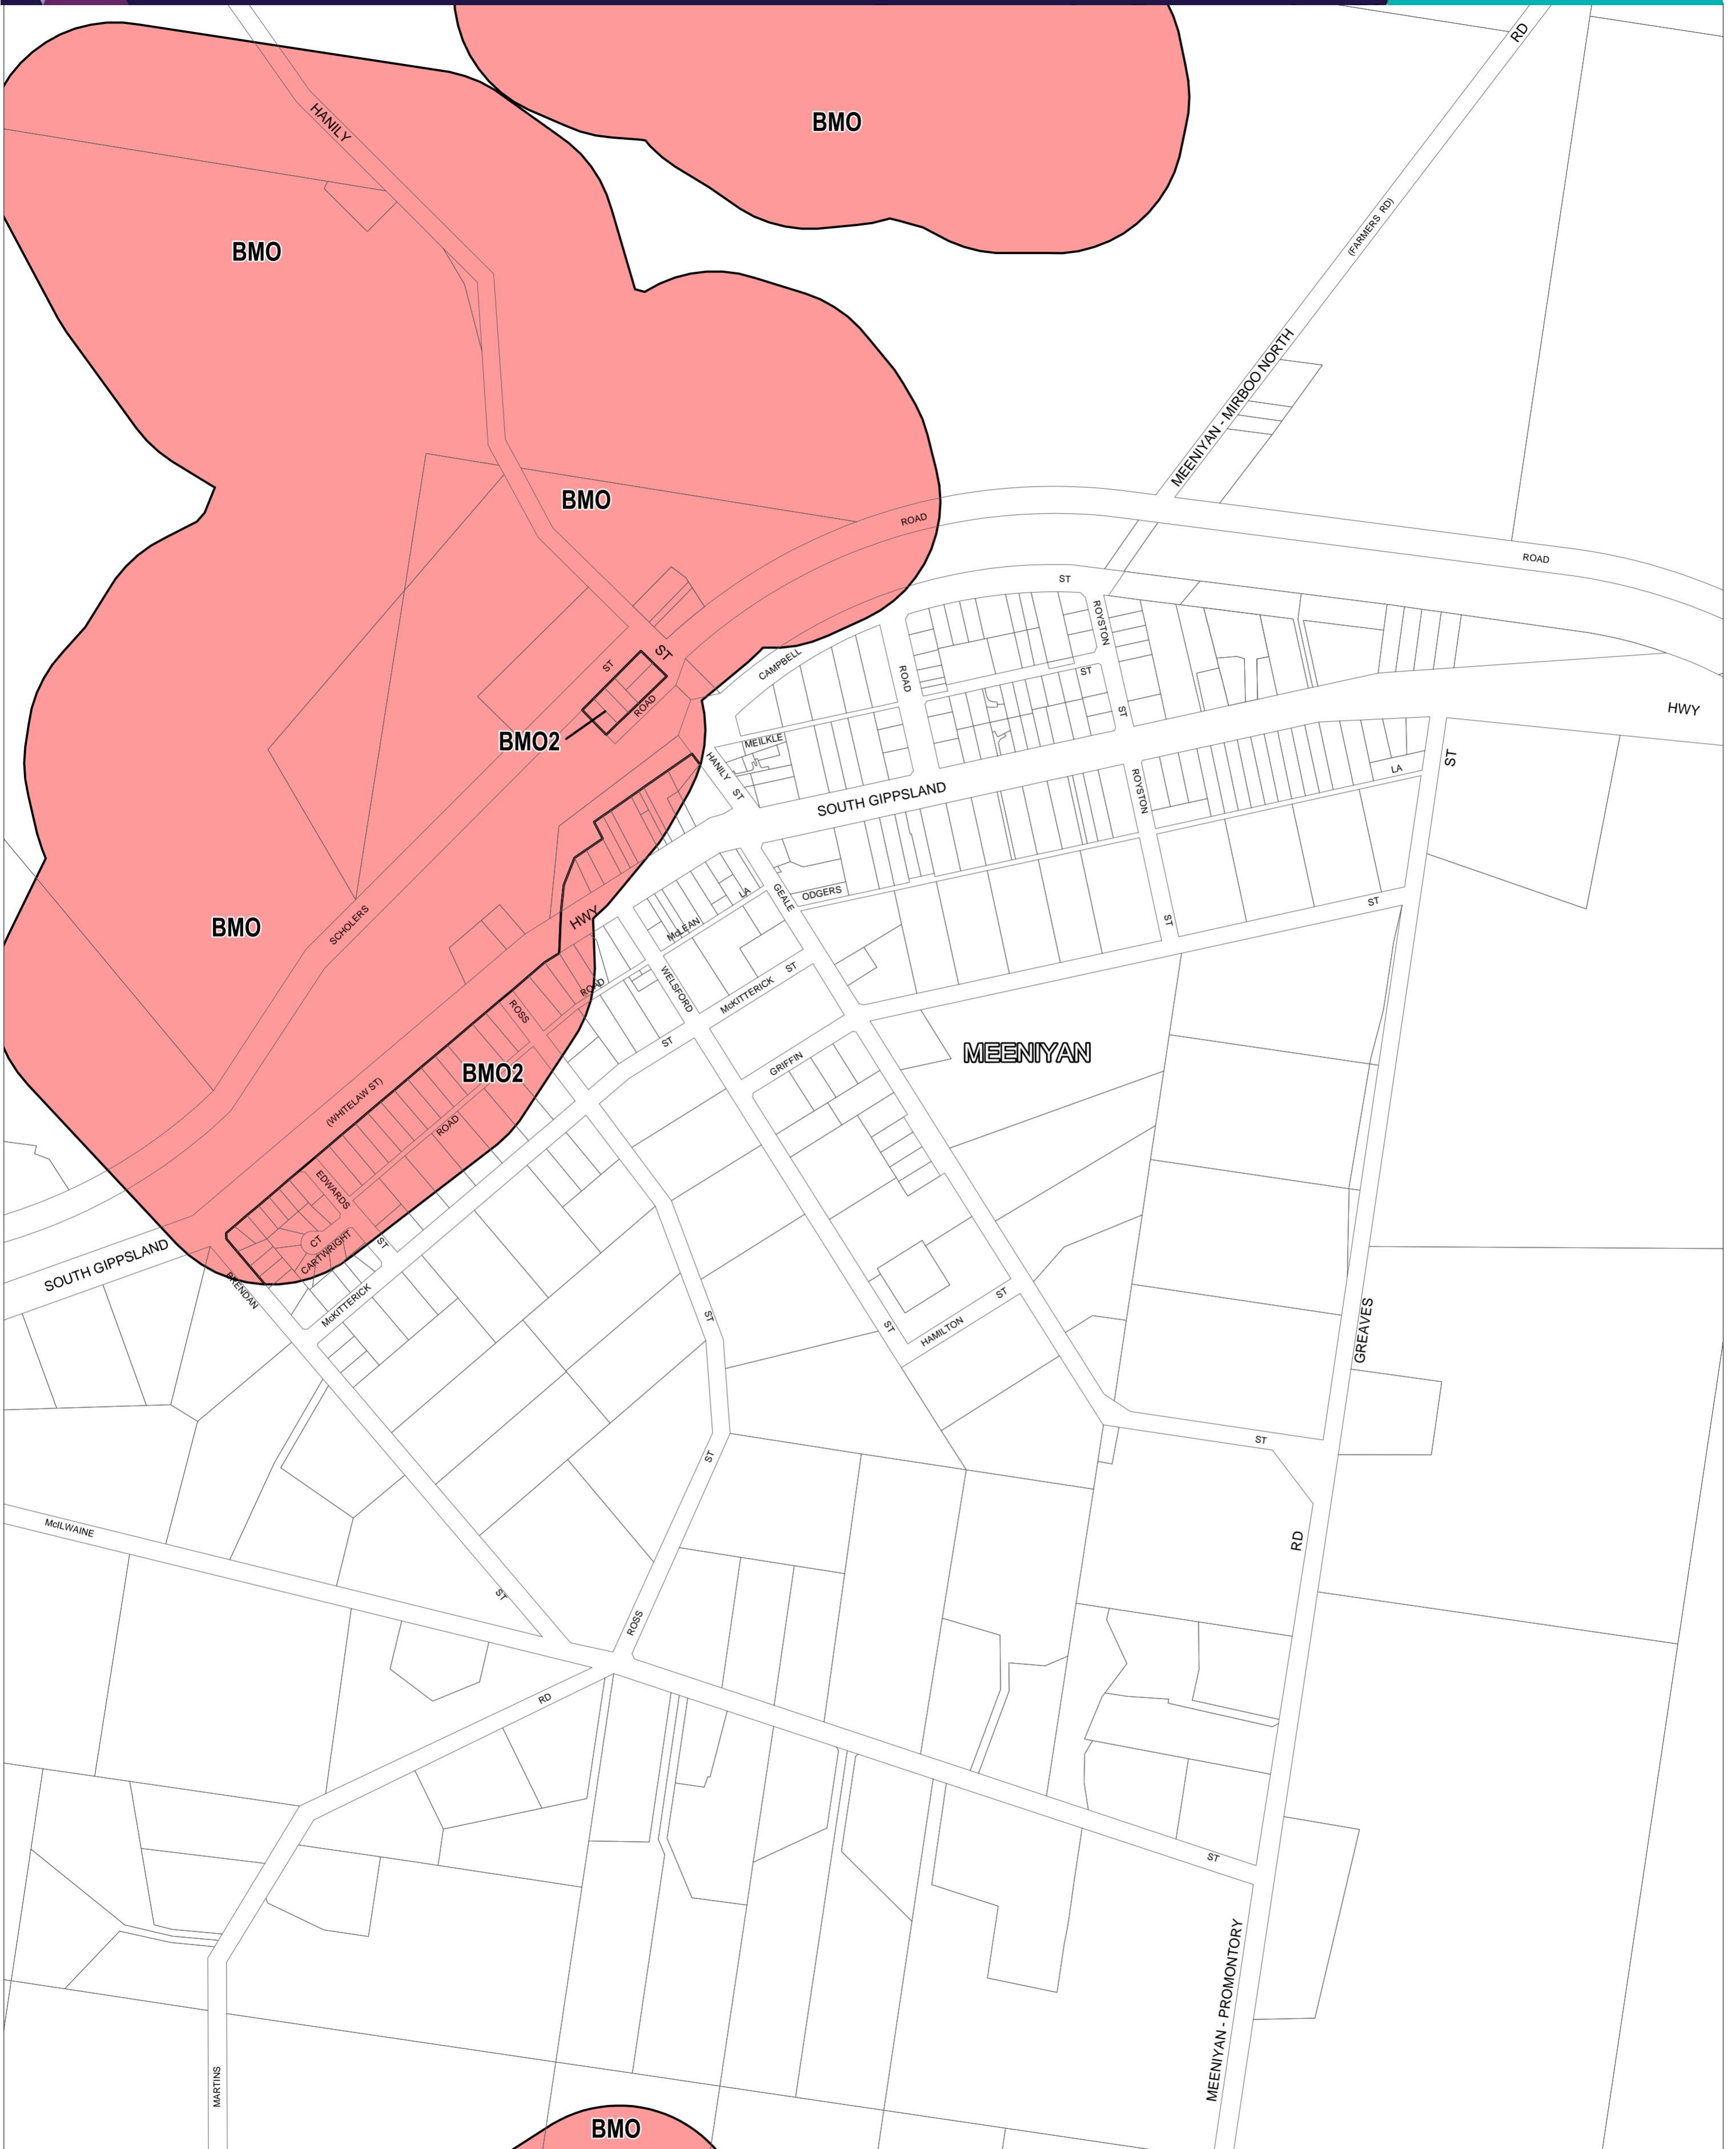 RD
HANILY
BMO
(FARMERS RD)
BMO
MEENIYAN - MIRBOO NORTH
BMO
ROAD
ROAD
ST
ROYSTON
ST
ST
CAMPBELL
ROAD
ST
ROAD
ST
HWY
BMO2
MEILKLE
HANILY
ST
ST
ROYSTON
LA
SOUTH GIPPSLAND
GEALE
ODGERS
LA
ST
ST
HWY
McLEAN
BMO
SCHOLERS
ST
WELSFORD
ROAD
McKITTERICK
ROSS
ST
MEENIYAN
GRIFFIN
BMO2
(WHITELAW ST)
ROAD
EDWARDS
CT
CARTWRIGHT
ST
SOUTH GIPPSLAND
BRENDAN
McKITTERICK
ST
ST
HAMILTON
ST
GREAVES
ST
ST
RD
McILWAINE
ST
ROSS
RD
ST
MEENIYAN - PROMONTORY
MARTINS
BMO